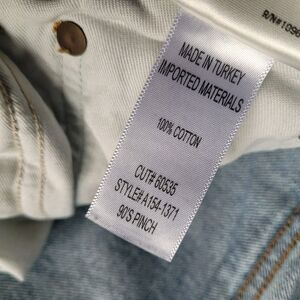 MADE IN TURKEY
IMPORTED MATERIALS
100% COTTON
CUT# 60535
STYLE# A154-1371
90'S PINCH